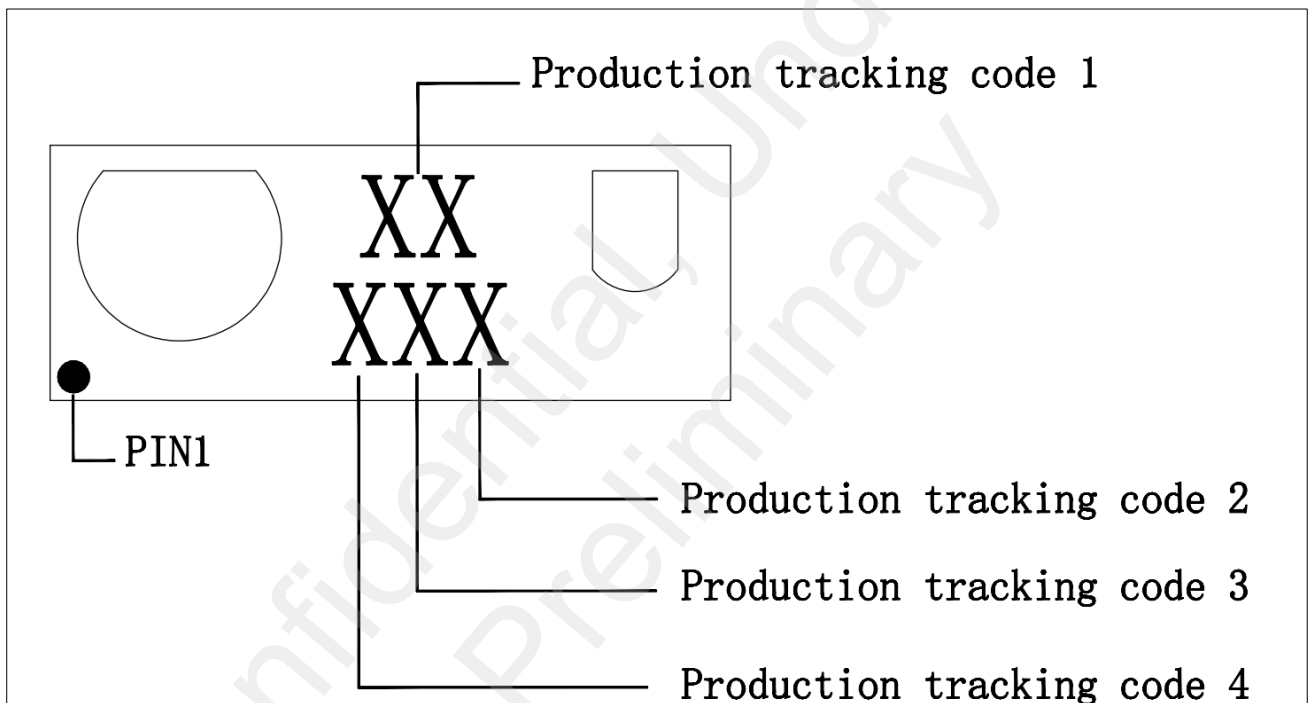 Production tracking code 1
XX
XXX
PIN1
Production tracking code 2
Production tracking code 3
Production tracking code 4
Preliminary